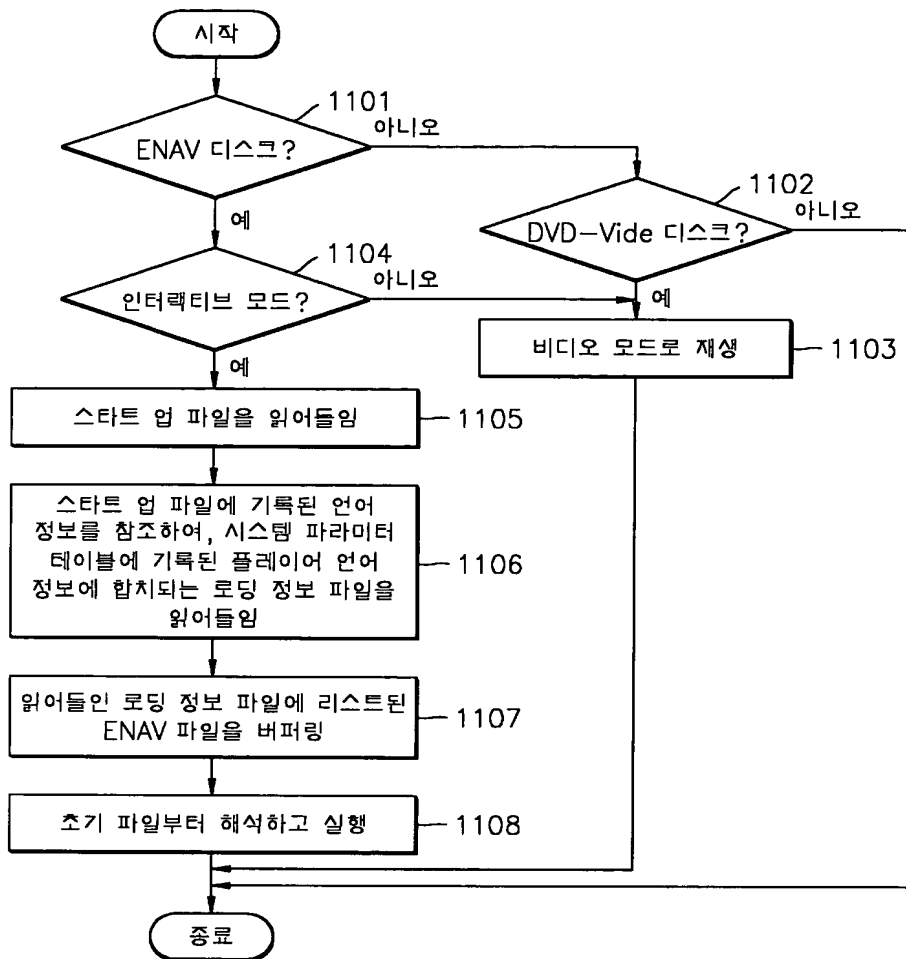 시작
1101
ENAV 디스크?
아니오
예
1102
DVD-Vide 디스크?
아니오
예
1104
인터랙티브 모드?
아니오
예
비디오 모드로 재생
1103
스타트 업 파일을 읽어들임
1105
스타트 업 파일에 기록된 언어
정보를 참조하여, 시스템 파라미터
테이블에 기록된 플레이어 언어
정보에 합치되는 로딩 정보 파일을
읽어들임
1106
읽어들인 로딩 정보 파일에 리스트된
ENAV 파일을 버퍼링
1107
초기 파일부터 해석하고 실행
1108
종료